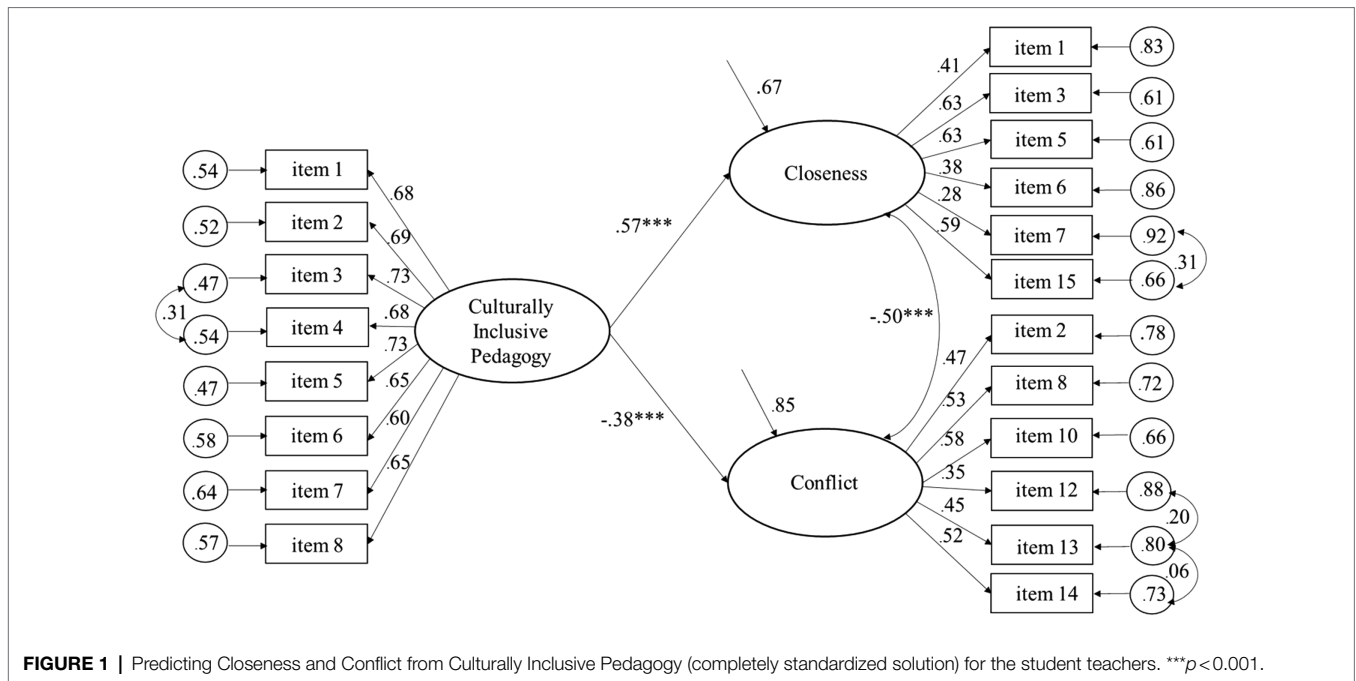 item 1
.83
.41
.67
item 3
.61
.63
item 5
.61
.63
Closeness
item 6
.86
.38
item 7
.92
.28
item 15
.66
.59
.31
.54
item 1
.68
.52
item 2
.69
.47
item 3
.73
.31
.54
item 4
.68
.47
item 5
.73
.58
item 6
.65
.64
item 7
.60
.57
item 8
.65
Culturally
Inclusive
Pedagogy
.57***
-.38***
-.50***
.85
Conflict
item 2
.78
.47
item 8
.72
.53
item 10
.66
.58
item 12
.88
.35
.20
item 13
.80
.45
.06
item 14
.73
.52
FIGURE 1 | Predicting Closeness and Conflict from Culturally Inclusive Pedagogy (completely standardized solution) for the student teachers. ***p<0.001.